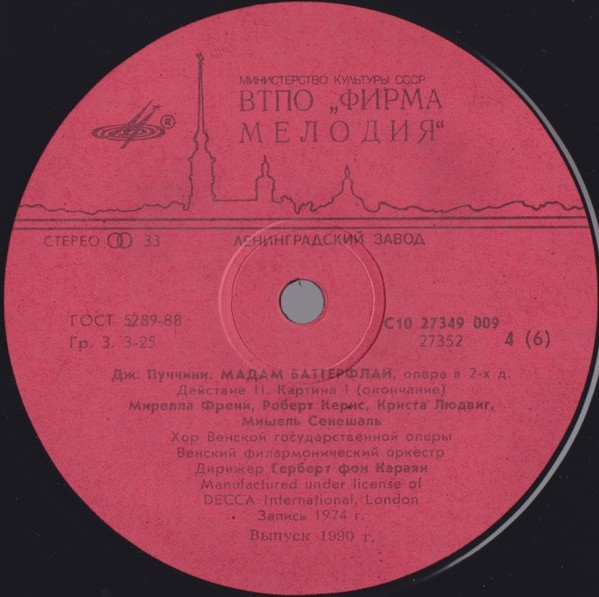 МИНИСТЕРСТВО КУЛЬТУРЫ СССР
ВТПО „ФИРМА
МЕЛОДИЯ“
®
СТЕРЕО 33
ЛЕНИНГРАДСКИЙ ЗАВОД
ГОСТ 5289-88
Гр. 3. 3-25
С10 27349 009
27352 4 (6)
Дж. Пуччини. МАДАМ БАТТЕРФЛАЙ, опера в 2-х д.
Действие II. Картина I (окончание)
Мирелла Френи, Роберт Кернс, Криста Людвиг,
Мишель Сенешаль
Хор Венской государственной оперы
Венский филармонический оркестр
Дирижер Герберт фон Караян
Manufactured under license of
DECCA International, London
Запись 1974 г.
Выпуск 1990 г.